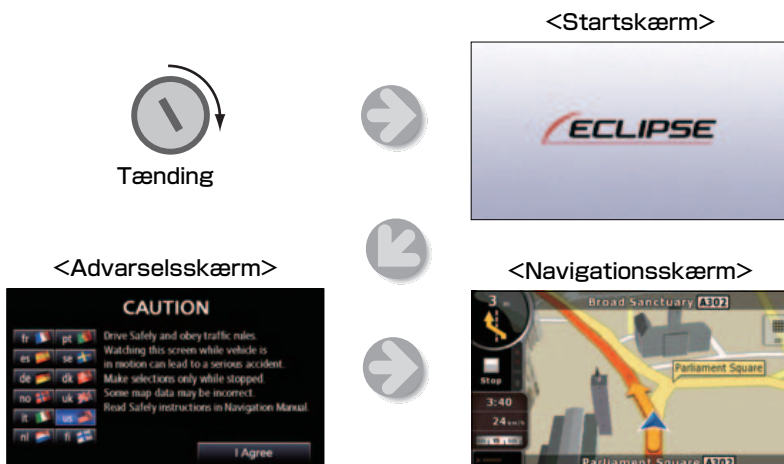 <Startskærm>
ECLIPSE
Tænding
<Advarselsskærm>
CAUTION
fr pt
es se
de dk
no uk
it us
nl fi
Drive Safely and obey traffic rules.
Watching this screen while vehicle is
in motion can lead to a serious accident.
Make selections only while stopped.
Some map data may be incorrect.
Read Safely instructions in Navigation Manual.
I Agree
<Navigationsskærm>
3
Broad Sanctuary A302
Parliament Square
Stop
3:40
24 km/h
Parliament Square A302